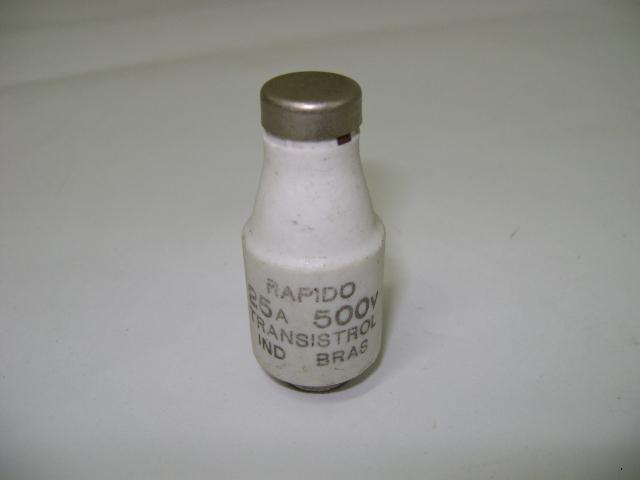 RAPIDO
25A 500V
TRANSISTROL
IND BRAS